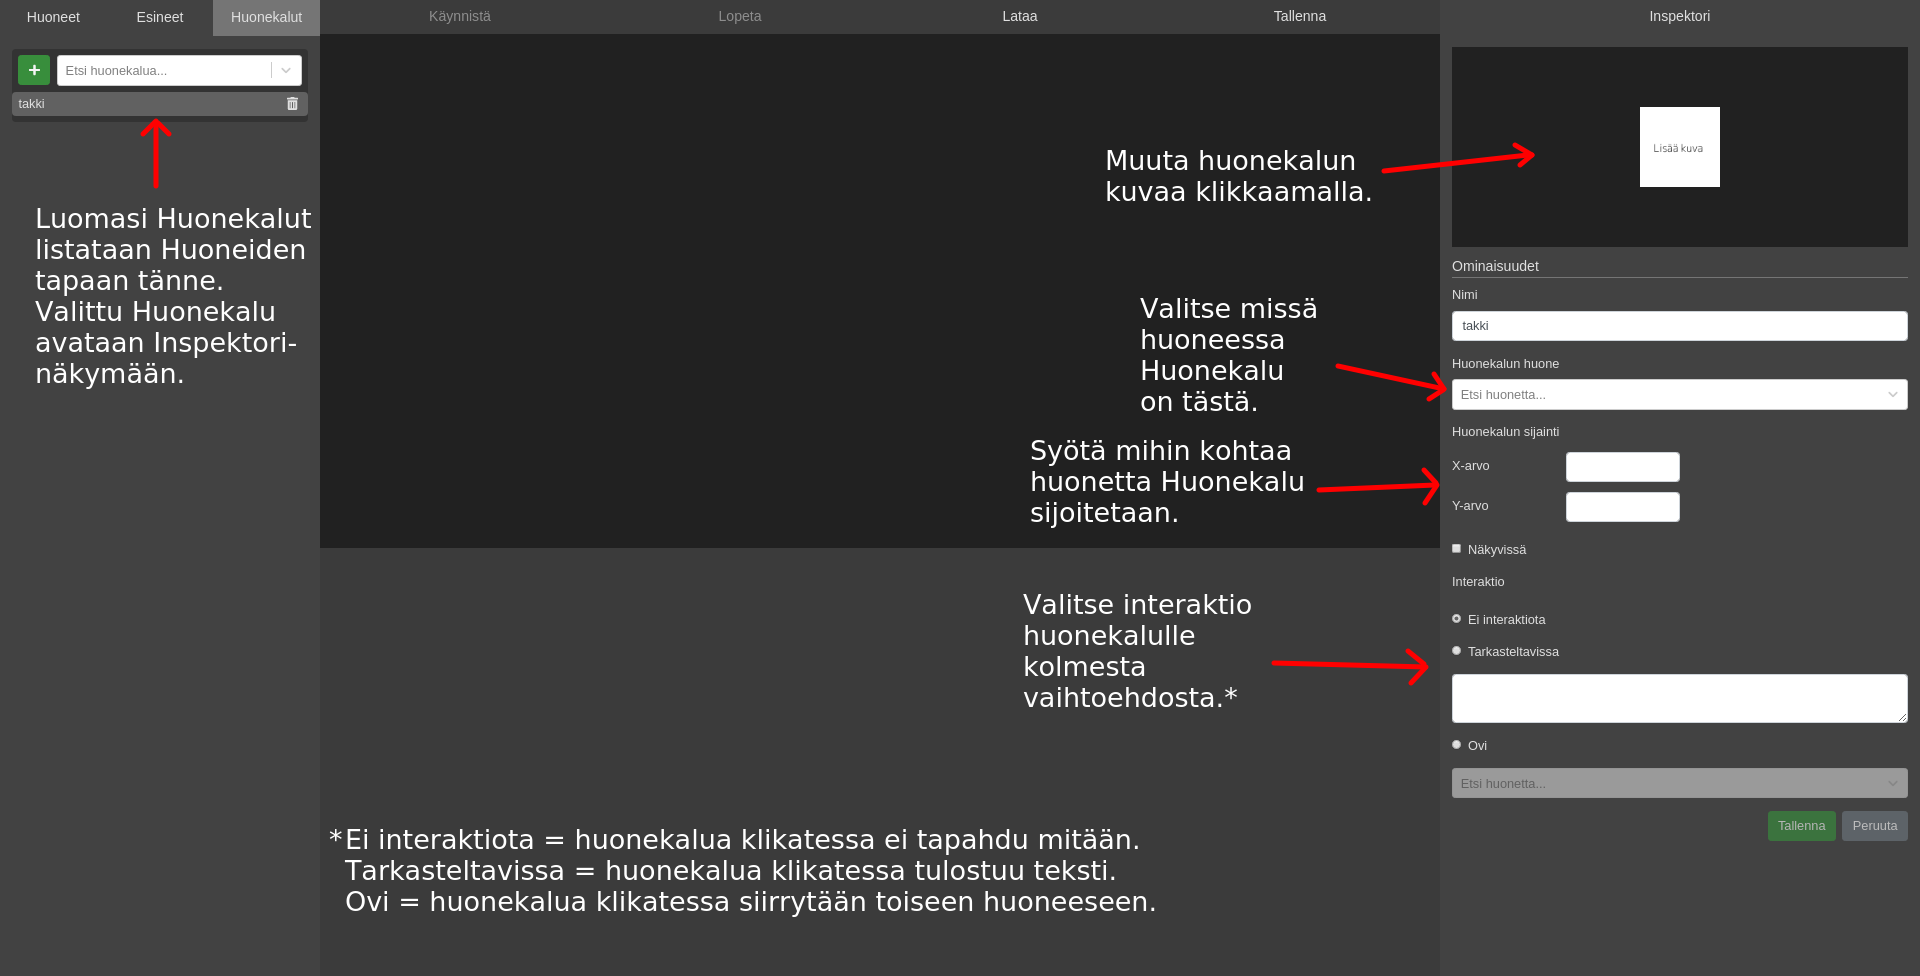 Huoneet
Esineet
Huonekalut
Käynnistä
Lopeta
Lataa
Tallenna
Inspektori
+
Etsi huonekalua...
takki
Luomasi Huonekalut
listataan Huoneiden
tapaan tänne.
Valittu Huonekalu
avataan Inspektori-
näkymään.
Muuta huonekalun
kuvaa klikkaamalla.
Lisää kuva
Valitse missä
huoneessa
Huonekalu
on tästä.
Syötä mihin kohtaa
huonetta Huonekalu
sijoitetaan.
Valitse interaktio
huonekalulle
kolmesta
vaihtoehdosta.*
*Ei interaktiota = huonekalua klikatessa ei tapahdu mitään.
Tarkasteltavissa = huonekalua klikatessa tulostuu teksti.
Ovi = huonekalua klikatessa siirrytään toiseen huoneeseen.
Ominaisuudet
Nimi
takki
Huonekalun huone
Etsi huonetta...
Huonekalun sijainti
X-arvo
Y-arvo
Näkyvissä
Interaktio
Ei interaktiota
Tarkasteltavissa
Ovi
Etsi huonetta...
Tallenna
Peruuta